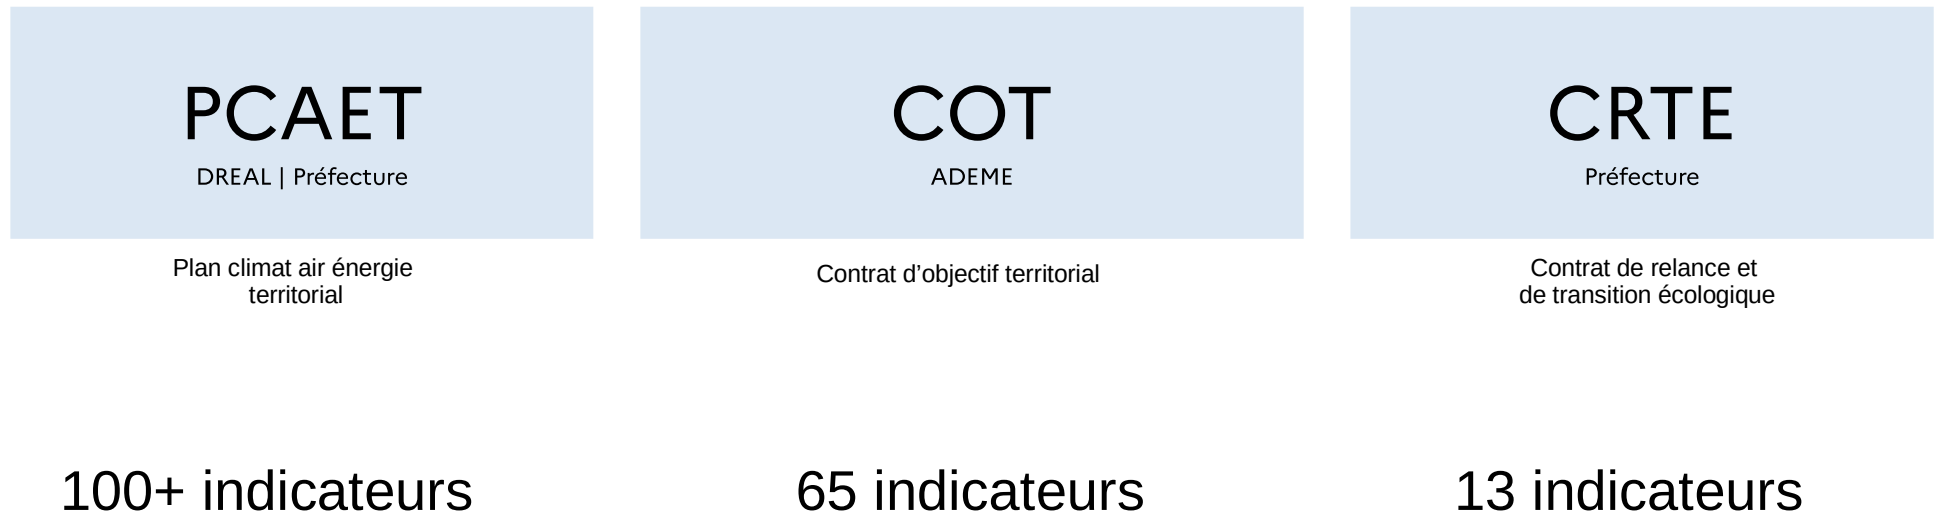 PCAET
DREAL | Préfecture
Plan climat air énergie
territorial
100+ indicateurs
COT
ADEME
Contrat d’objectif territorial
65 indicateurs
CRTE
Préfecture
Contrat de relance et
de transition écologique
13 indicateurs